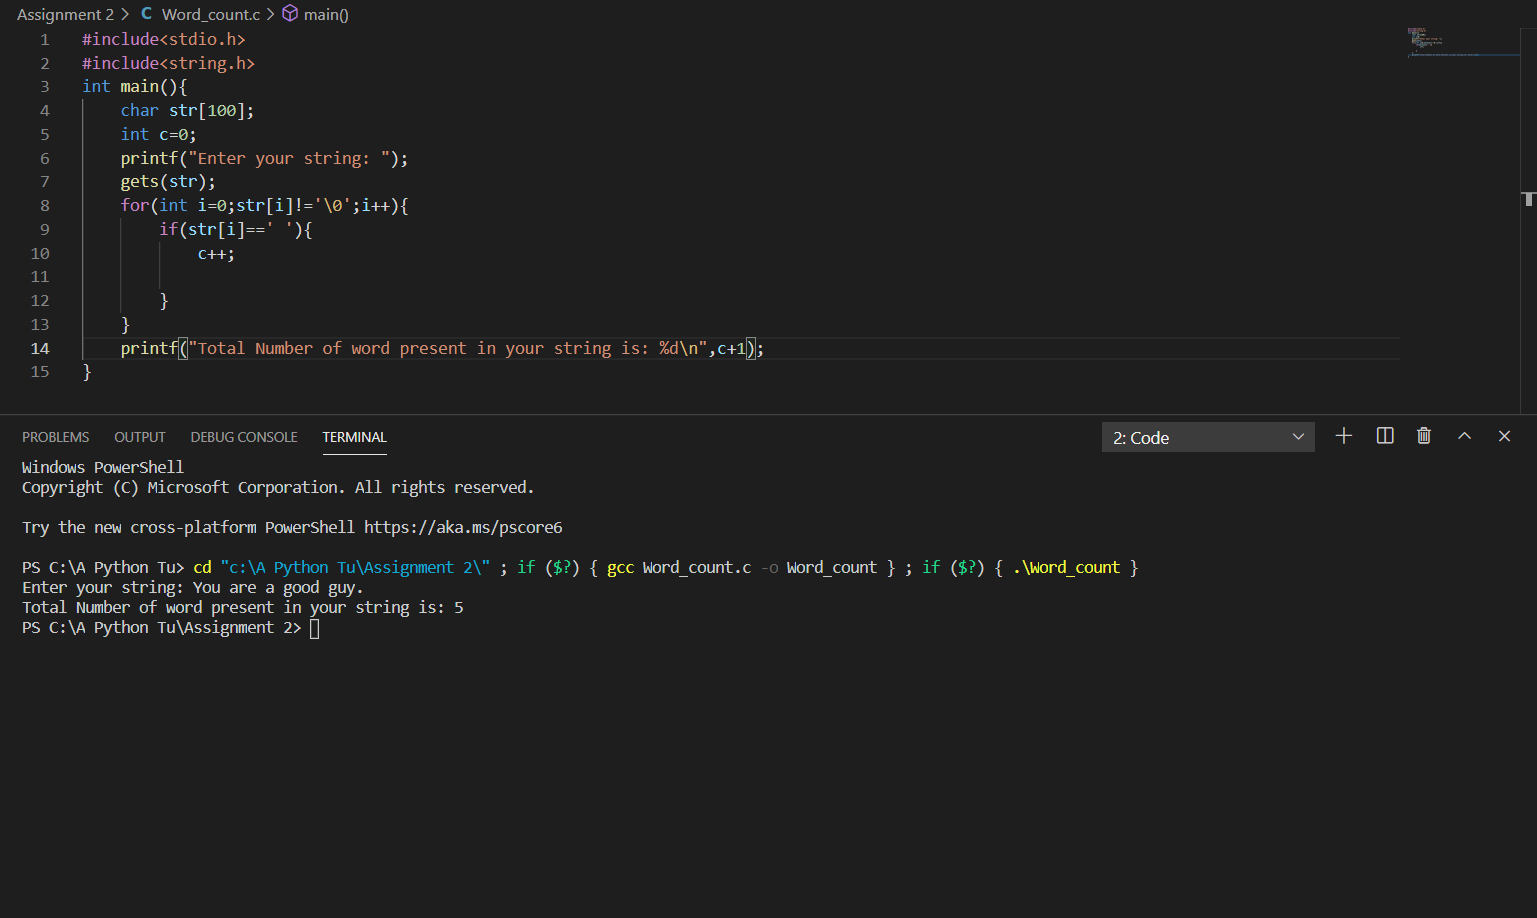 Assignment 2 > C Word_count.c > main()
1 #include<stdio.h>
2 #include<string.h>
3 int main(){
4     char str[100];
5     int c=0;
6     printf("Enter your string: ");
7     gets(str);
8     for(int i=0;str[i]!='\0';i++){
9         if(str[i]==' '){
10             c++;
11
12         }
13     }
14     printf("Total Number of word present in your string is: %d\n",c+1);
15 }
PROBLEMS OUTPUT DEBUG CONSOLE TERMINAL 2: Code
Windows PowerShell
Copyright (C) Microsoft Corporation. All rights reserved.
Try the new cross-platform PowerShell https://aka.ms/pscore6
PS C:\A Python Tu> cd "c:\A Python Tu\Assignment 2\" ; if ($?) { gcc Word_count.c -o Word_count } ; if ($?) { .\Word_count }
Enter your string: You are a good guy.
Total Number of word present in your string is: 5
PS C:\A Python Tu\Assignment 2>